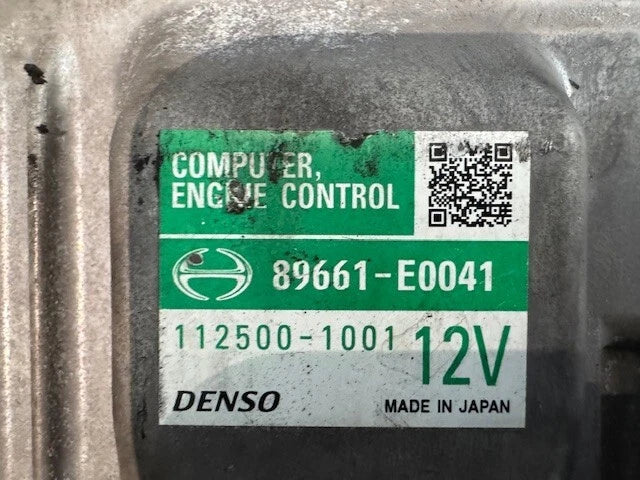 COMPUTER,
ENGINE CONTROL
89661-E0041
112500-1001 12V
DENSO MADE IN JAPAN